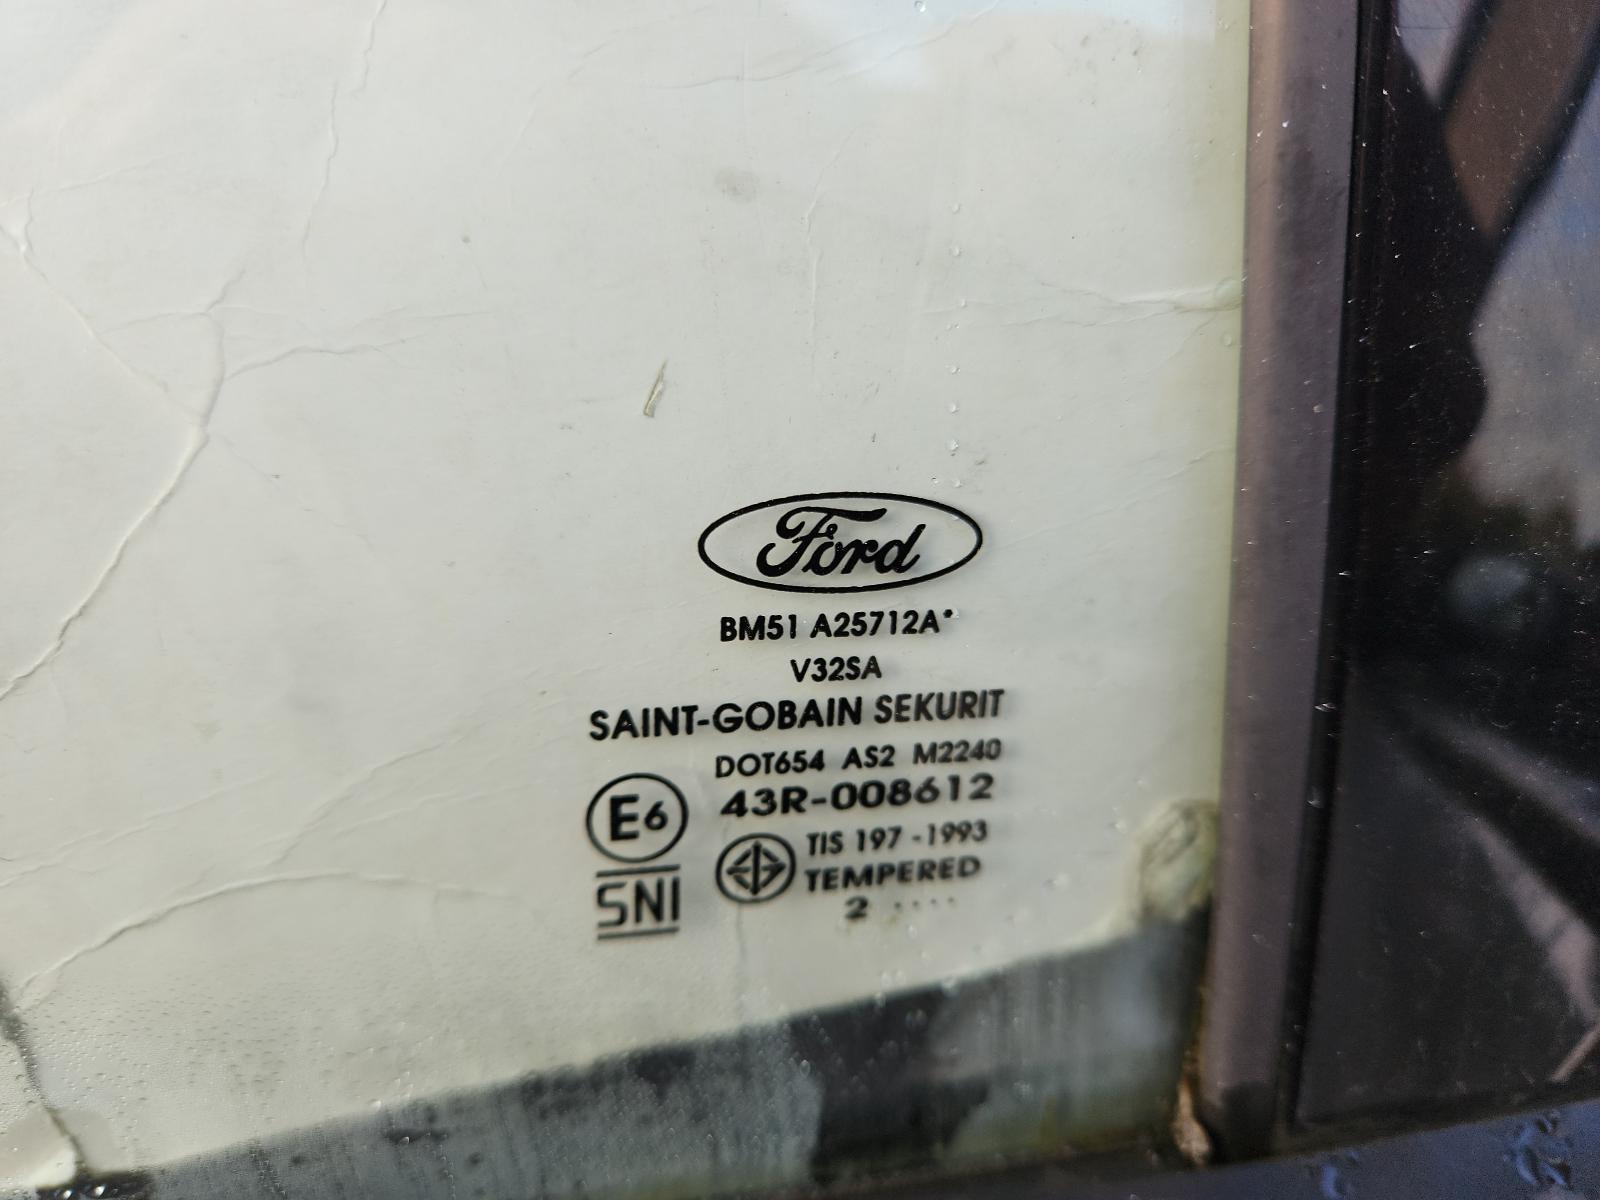 Ford
BM51 A25712A*
V32SA
SAINT-GOBAIN SEKURIT
DOT654 AS2 M2240
43R-008612
E6
TIS 197 -1993
TEMPERED
SNI
2 ....